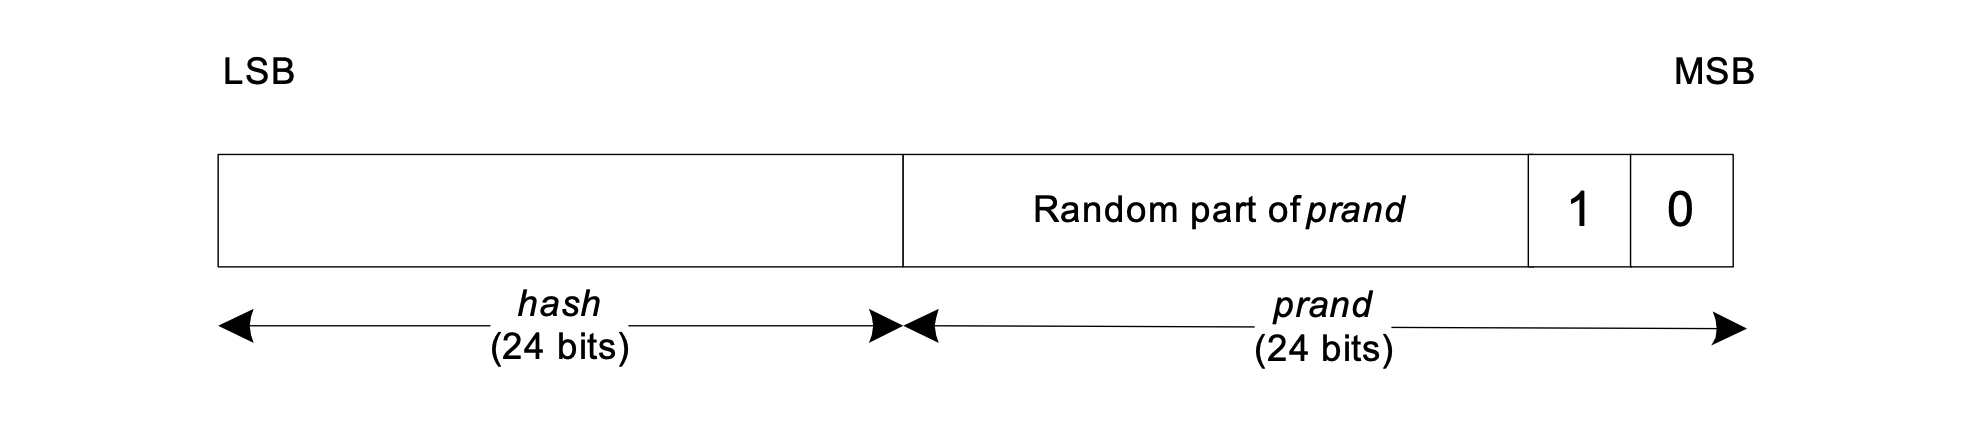 LSB MSB
Random part of prand 1 0
hash prand
(24 bits) (24 bits)